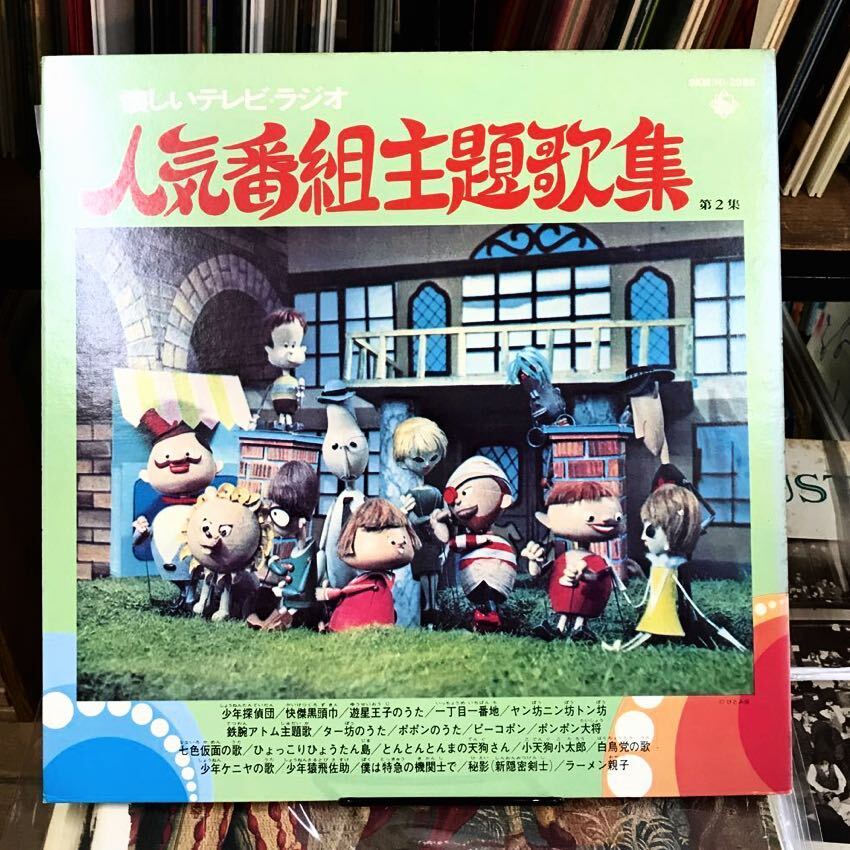 楽しいテレビ・ラジオ
人気番組主題歌集
第2集
少年探偵団／快傑黒頭巾／遊星王子のうた／一丁目一番地／ヤン坊ニン坊トン坊
鉄腕アトム主題歌／ター坊のうた／ポポンのうた／ピーコポン／ポンポン大将
七色仮面の歌／ひょっこりひょうたん島／とんとんとんまの天狗さん／小天狗小太郎／白鳥党の歌
少年ケニヤの歌／少年猿飛佐助／僕は特急の機関士で／秘影(新隠密剣士)／ラーメン親子
UST